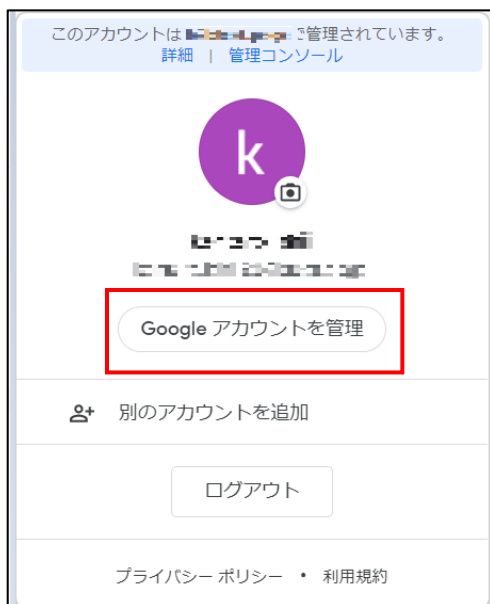 このアカウントは で管理されています。
詳細 | 管理コンソール
k
Google アカウントを管理
別のアカウントを追加
ログアウト
プライバシー ポリシー • 利用規約